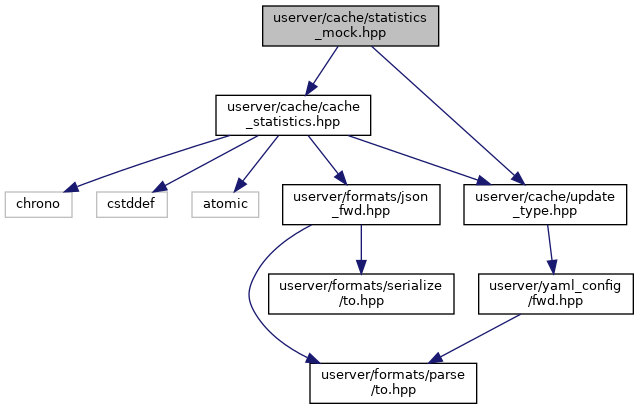 userver/cache/statistics
_mock.hpp
userver/cache/cache
_statistics.hpp
chrono
cstddef
atomic
userver/formats/json
_fwd.hpp
userver/cache/update
_type.hpp
userver/formats/serialize
/to.hpp
userver/yaml_config
/fwd.hpp
userver/formats/parse
/to.hpp